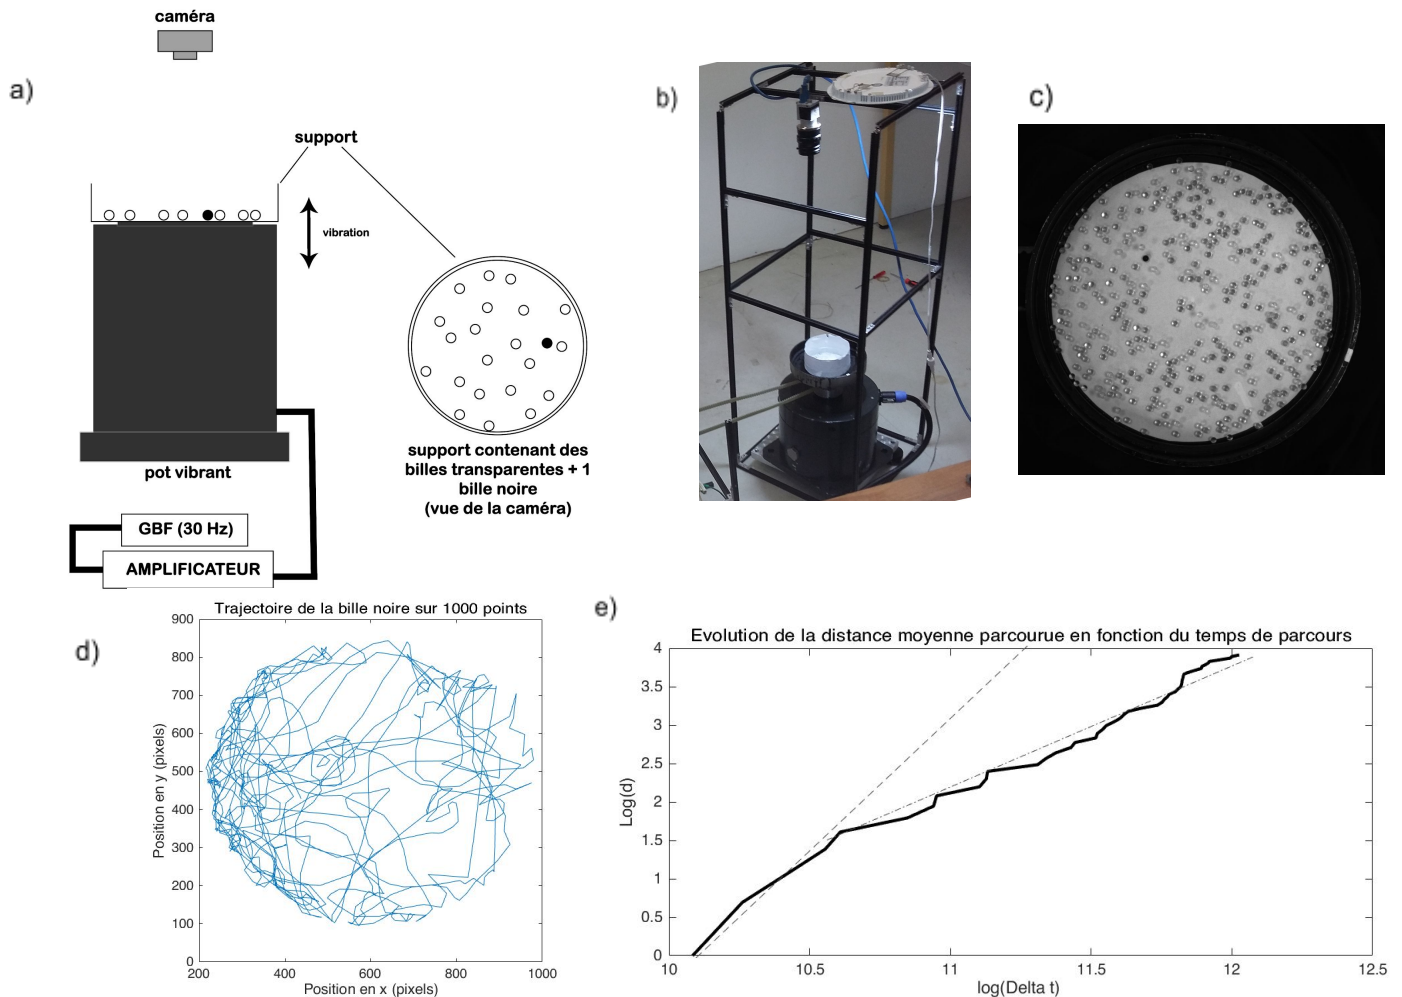 caméra
a)
support
vibration
support contenant des
billes transparentes + 1
bille noire
(vue de la caméra)
pot vibrant
GBF (30 Hz)
AMPLIFICATEUR
b)
c)
d)
Trajectoire de la bille noire sur 1000 points
900
800
700
600
500
400
300
200
100
0
Position en y (pixels)
200
400
600
800
1000
Position en x (pixels)
e)
Evolution de la distance moyenne parcourue en fonction du temps de parcours
4
3.5
3
2.5
2
1.5
1
0.5
0
Log(d)
10
10.5
11
11.5
12
12.5
log(Delta t)